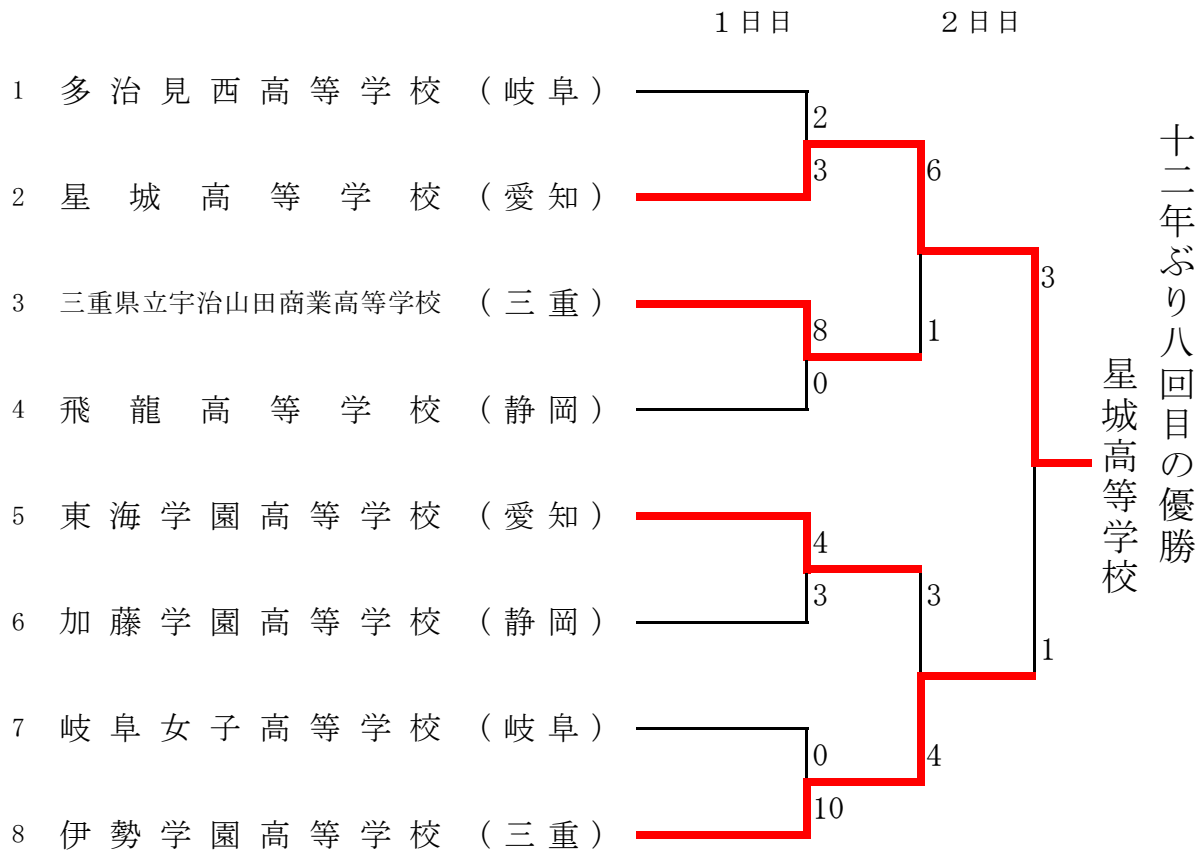 1日日 2日日
1 多治見西高等学校 (岐阜)
2
3
2 星城高等学校 (愛知)
6
3 三重県立宇治山田商業高等学校 (三重)
8
0
1
4 飛龍高等学校 (静岡)
3
5 東海学園高等学校 (愛知)
4
3
6 加藤学園高等学校 (静岡)
3
7 岐阜女子高等学校 (岐阜)
0
10
4
8 伊勢学園高等学校 (三重)
1
十二年ぶり八回目の優勝
星城高等学校